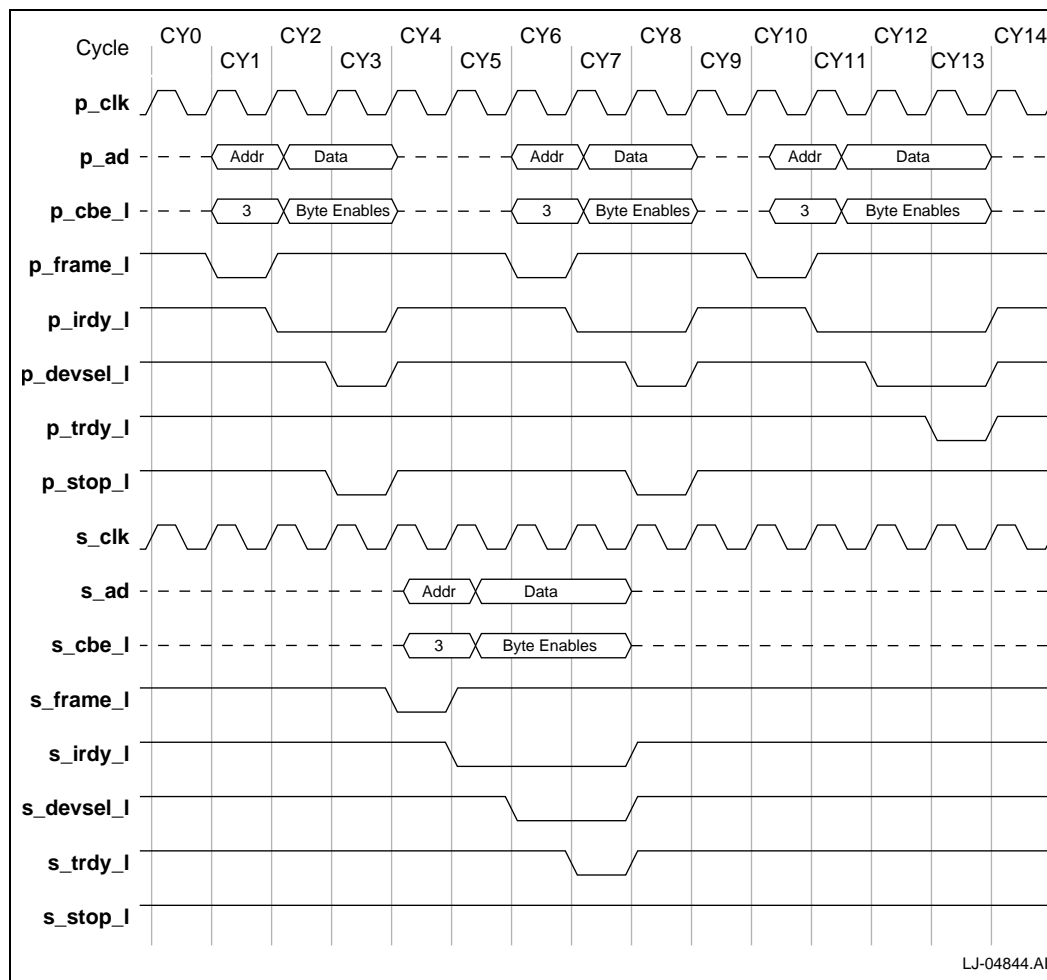 CY0 CY2 CY4 CY6 CY8 CY10 CY12 CY14
Cycle
CY1 CY3 CY5 CY7 CY9 CY11 CY13
p_clk
p_ad Addr Data Addr Data Addr Data
p_cbe_l 3 Byte Enables 3 Byte Enables 3 Byte Enables
p_frame_l
p_irdy_l
p_devsel_l
p_trdy_l
p_stop_l
s_clk
s_ad Addr Data
s_cbe_l 3 Byte Enables
s_frame_l
s_irdy_l
s_devsel_l
s_trdy_l
s_stop_l
LJ-04844.AI